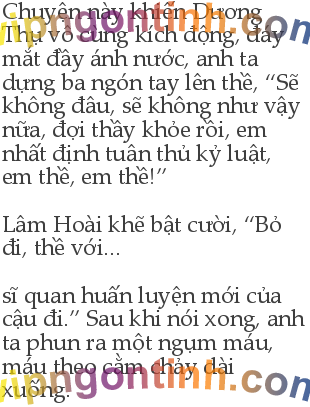 Chuyện này khiến Dương
Thụ vô cùng kích động, đáy
mắt đầy ánh nước, anh ta
dựng ba ngón tay lên thề, “Sẽ
không đâu, sẽ không như vậy
nữa, đợi thầy khỏe rồi, em
nhất định tuân thủ kỷ luật,
em thề, em thề!”
Lâm Hoài khẽ bật cười, “Bỏ
đi, thề với...
sĩ quan huấn luyện mới của
cậu đi.” Sau khi nói xong, anh
ta phun ra một ngụm máu,
máu theo cằm chảy dài
xuống.
vipngontinh.com
vipngontinh.com